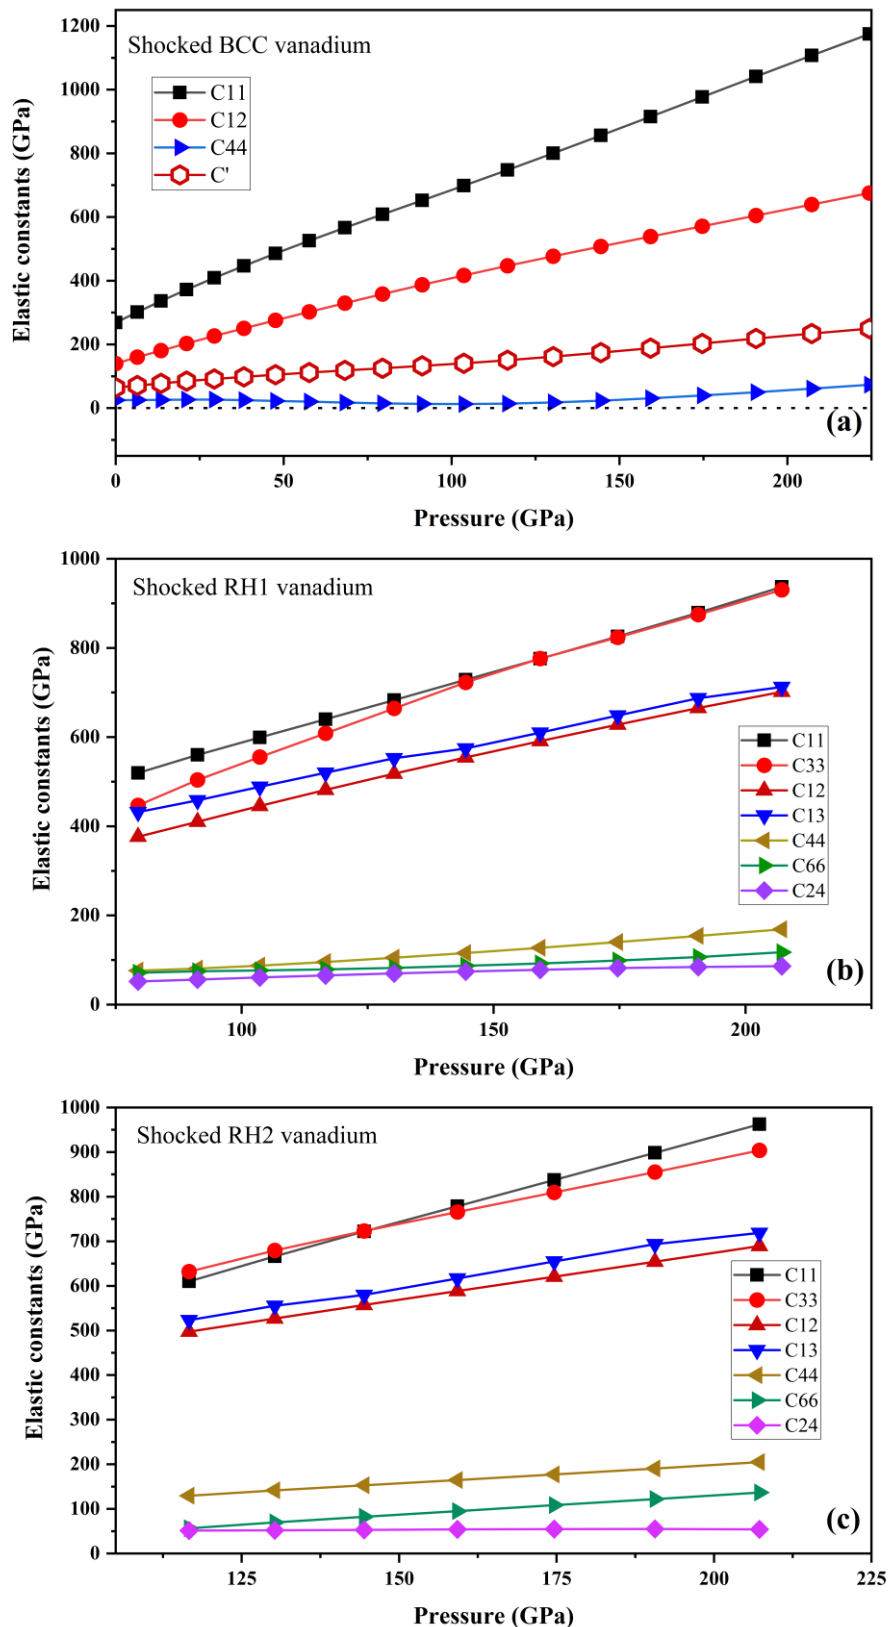 Shocked BCC vanadium
C11
C12
C44
C'
1200
1000
800
600
400
200
0
Elastic constants (GPa)
(a)
0
50
100
150
200
Pressure (GPa)
Shocked RH1 vanadium
1000
800
600
400
200
0
Elastic constants (GPa)
C11
C33
C12
C13
C44
C66
C24
(b)
100
150
200
Pressure (GPa)
Shocked RH2 vanadium
1000
900
800
700
600
500
400
300
200
100
0
Elastic constants (GPa)
C11
C33
C12
C13
C44
C66
C24
(c)
125
150
175
200
225
Pressure (GPa)